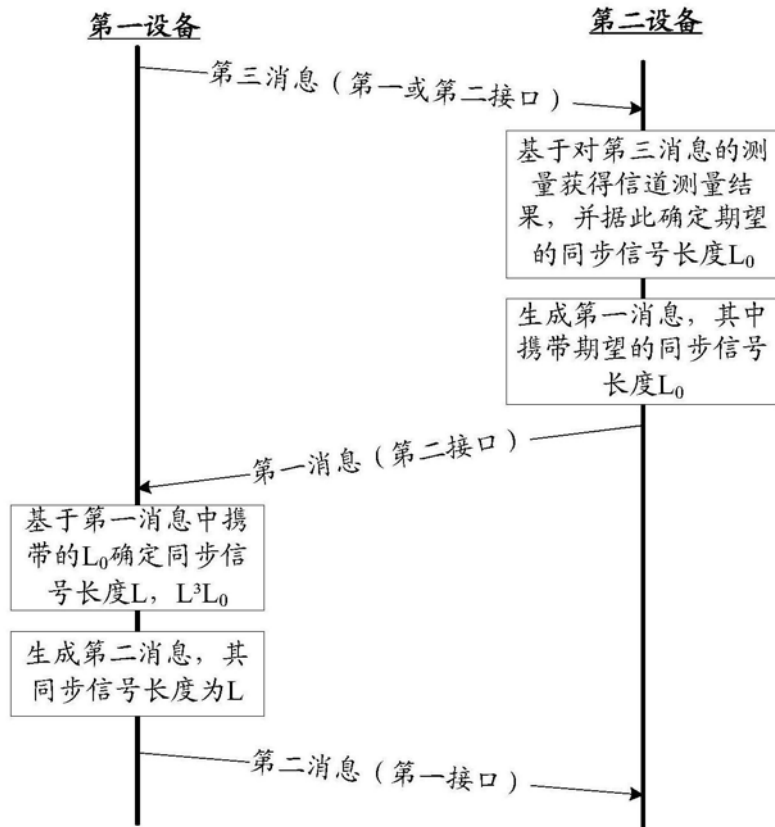 第一设备
第二设备
第三消息（第一或第二接口）
基于对第三消息的测
量获得信道测量结
果，并据此确定期望
的同步信号长度L₀
生成第一消息，其中
携带期望的同步信号
长度L₀
第一消息（第二接口）
基于第一消息中携
带的L₀确定同步信
号长度L，L³L₀
生成第二消息，其
同步信号长度为L
第二消息（第一接口）